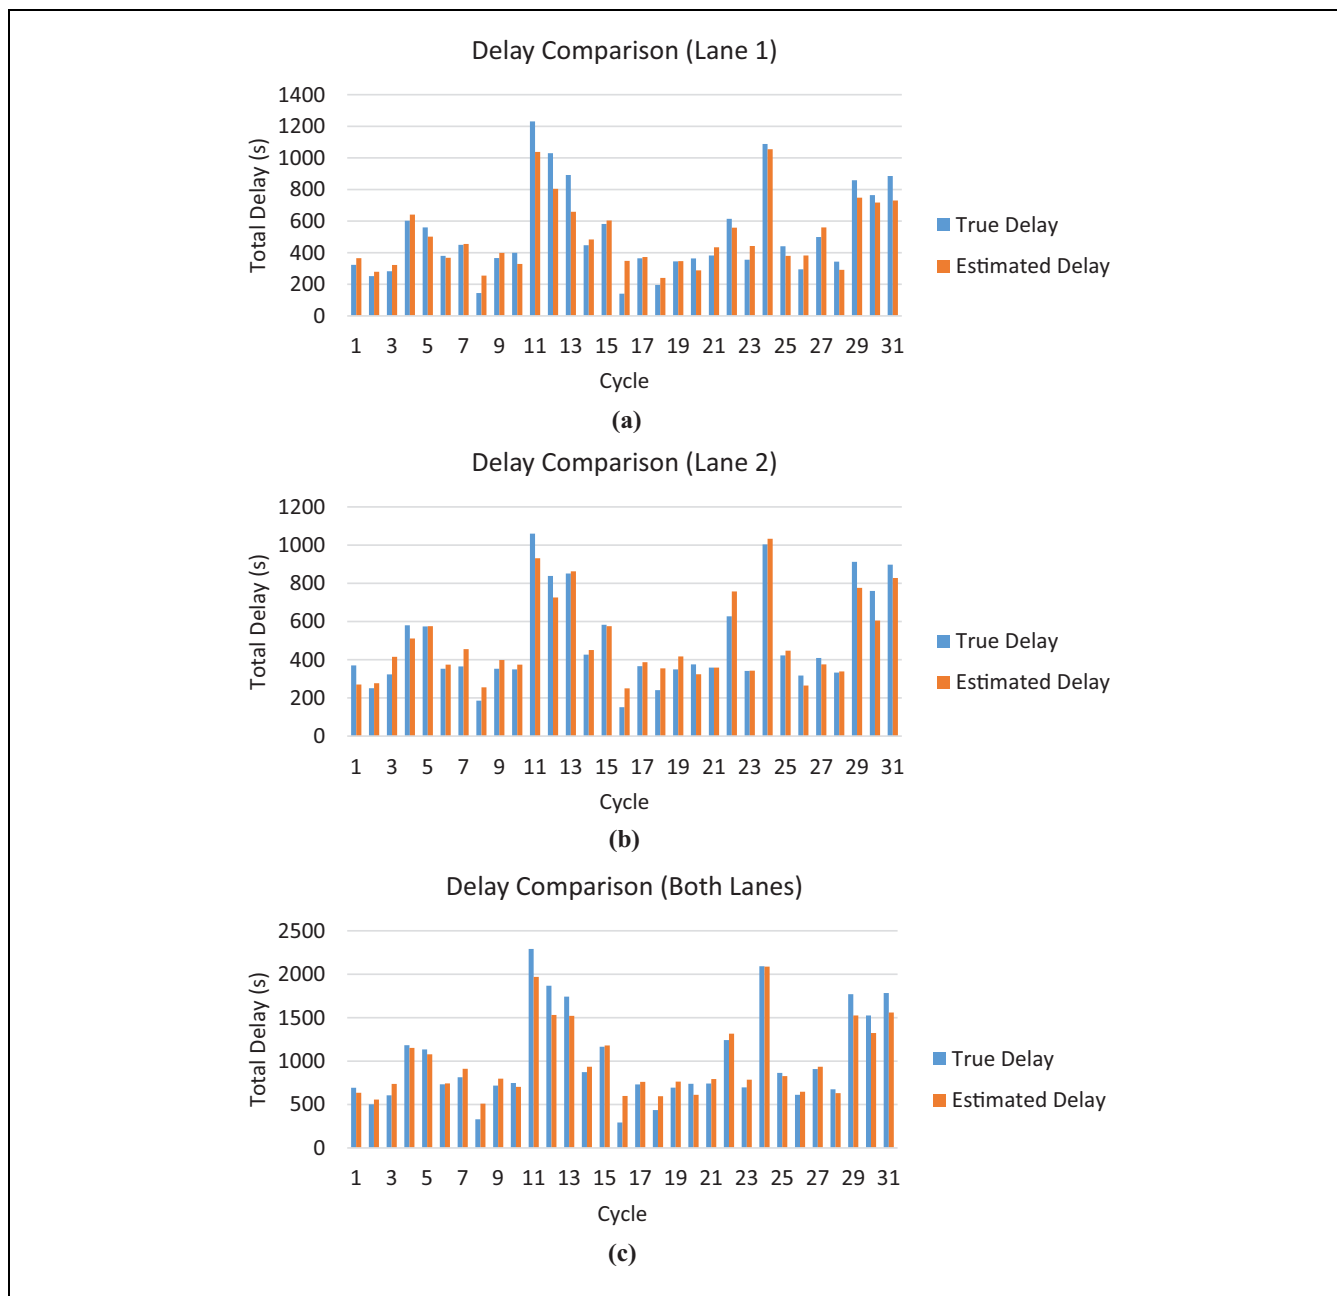 Delay Comparison (Lane 1)
Total Delay (s)
1400
1200
1000
800
600
400
200
0
1 3 5 7 9 11 13 15 17 19 21 23 25 27 29 31
Cycle
True Delay
Estimated Delay
(a)
Delay Comparison (Lane 2)
Total Delay (s)
1200
1000
800
600
400
200
0
1 3 5 7 9 11 13 15 17 19 21 23 25 27 29 31
Cycle
True Delay
Estimated Delay
(b)
Delay Comparison (Both Lanes)
Total Delay (s)
2500
2000
1500
1000
500
0
1 3 5 7 9 11 13 15 17 19 21 23 25 27 29 31
Cycle
True Delay
Estimated Delay
(c)